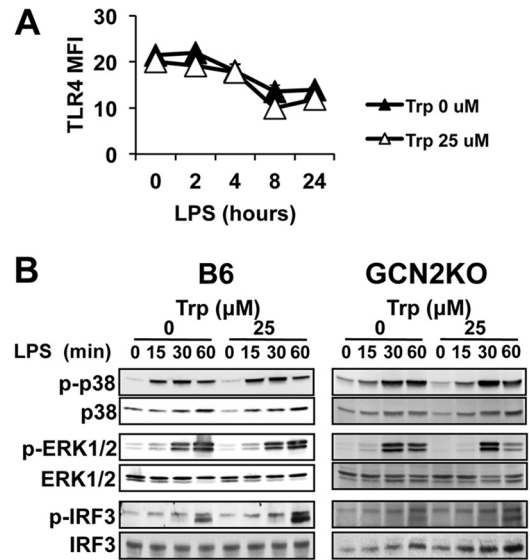 A
30
20
10
0
TLR4 MFI
0 2 4 8 24
LPS (hours)
Trp 0 uM
Trp 25 uM
B
B6 GCN2KO
Trp (μM) Trp (μM)
0 25 0 25
LPS (min) 0 15 30 60 0 15 30 60 0 15 30 60 0 15 30 60
p-p38
p38
p-ERK1/2
ERK1/2
p-IRF3
IRF3